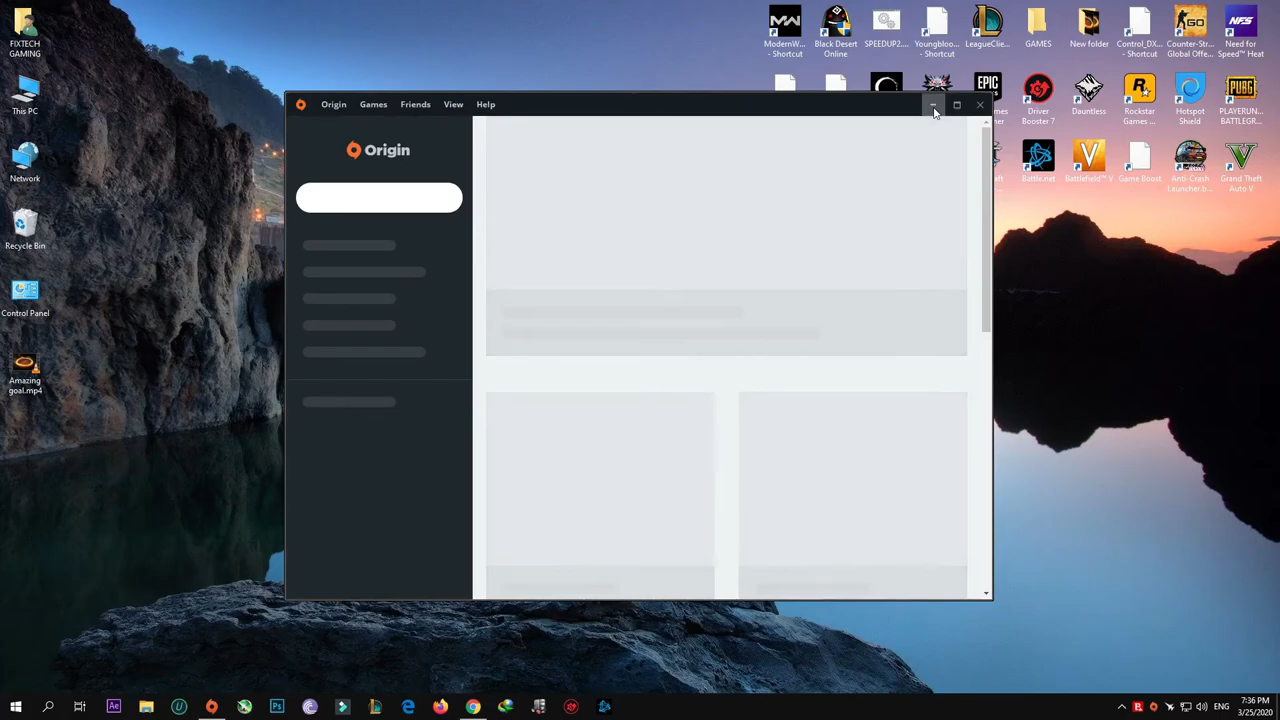 FIXTECH
GAMING
This PC
Network
Recycle Bin
Control Panel
Amazing
goal.mp4
ModernW...
- Shortcut
Black Desert
Online
SPEEDUP2....
Youngbloo...
- Shortcut
LeagueClie...
GAMES
New folder
Control_DX...
- Shortcut
Counter-Str...
Global Offe...
Need for
Speed™ Heat
EPIC
Driver
Booster 7
Dauntless
Rockstar
Games ...
Hotspot
Shield
PLAYERUN...
BATTLEGR...
Battle.net
Battlefield™ V
Game Boost
Anti-Crash
Launcher.b...
Grand Theft
Auto V
Origin
Games
Friends
View
Help
Origin
ENG
7:36 PM
3/25/2020